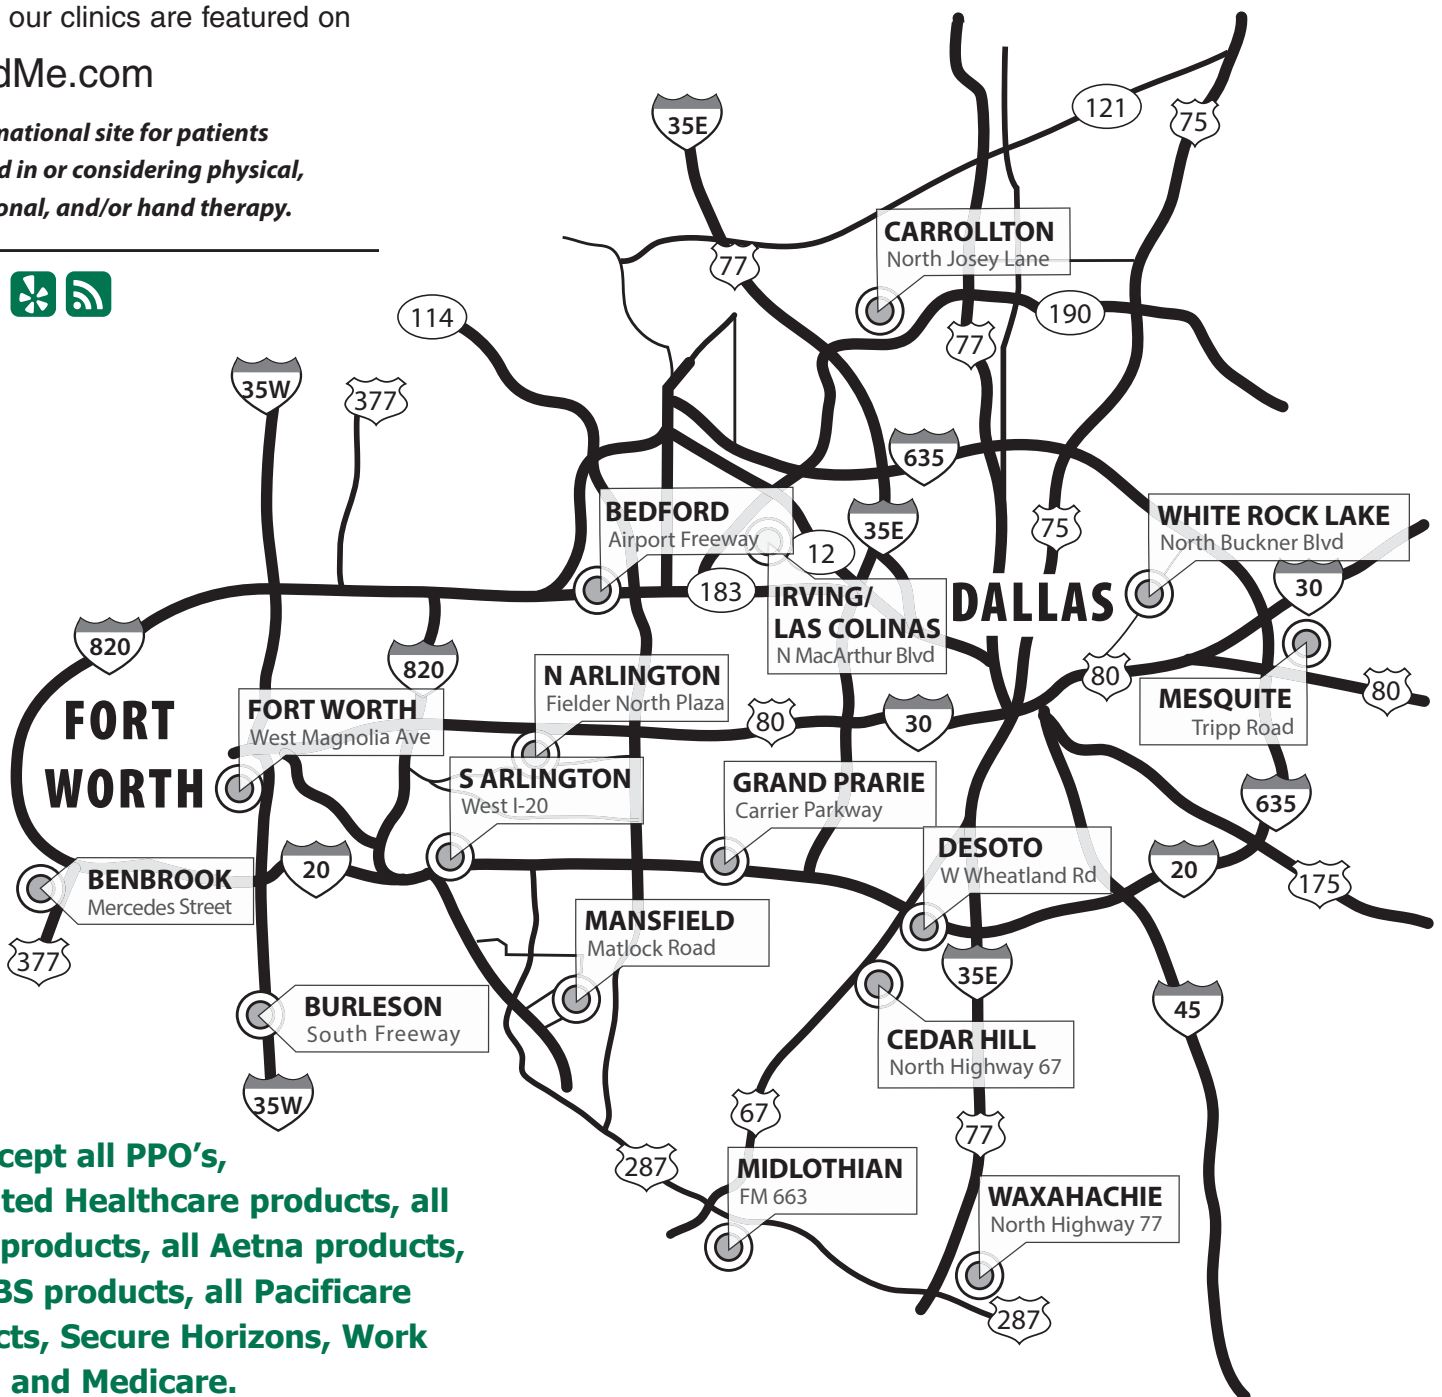 our clinics are featured on
dMe.com
national site for patients
d in or considering physical,
onal, and/or hand therapy.
35E
121
75
77
CARROLLTON
North Josey Lane
114
190
77
35W
377
635
BEDFORD
Airport Freeway
12
35E
75
WHITE ROCK LAKE
North Buckner Blvd
183
30
IRVING/
LAS COLINAS
N MacArthur Blvd
DALLAS
820
820
N ARLINGTON
Fielder North Plaza
80
80
MESQUITE
Tripp Road
FORT
WORTH
FORT WORTH
West Magnolia Ave
80
30
S ARLINGTON
West I-20
GRAND PRARIE
Carrier Parkway
635
BENBROOK
Mercedes Street
20
DESOTO
W Wheatland Rd
20
175
377
MANSFIELD
Matlock Road
35E
45
BURLESON
South Freeway
CEDAR HILL
North Highway 67
35W
67
77
287
MIDLOTHIAN
FM 663
WAXAHACHIE
North Highway 77
287
cept all PPO’s,
ted Healthcare products, all
products, all Aetna products,
BS products, all Pacificare
cts, Secure Horizons, Work
and Medicare.